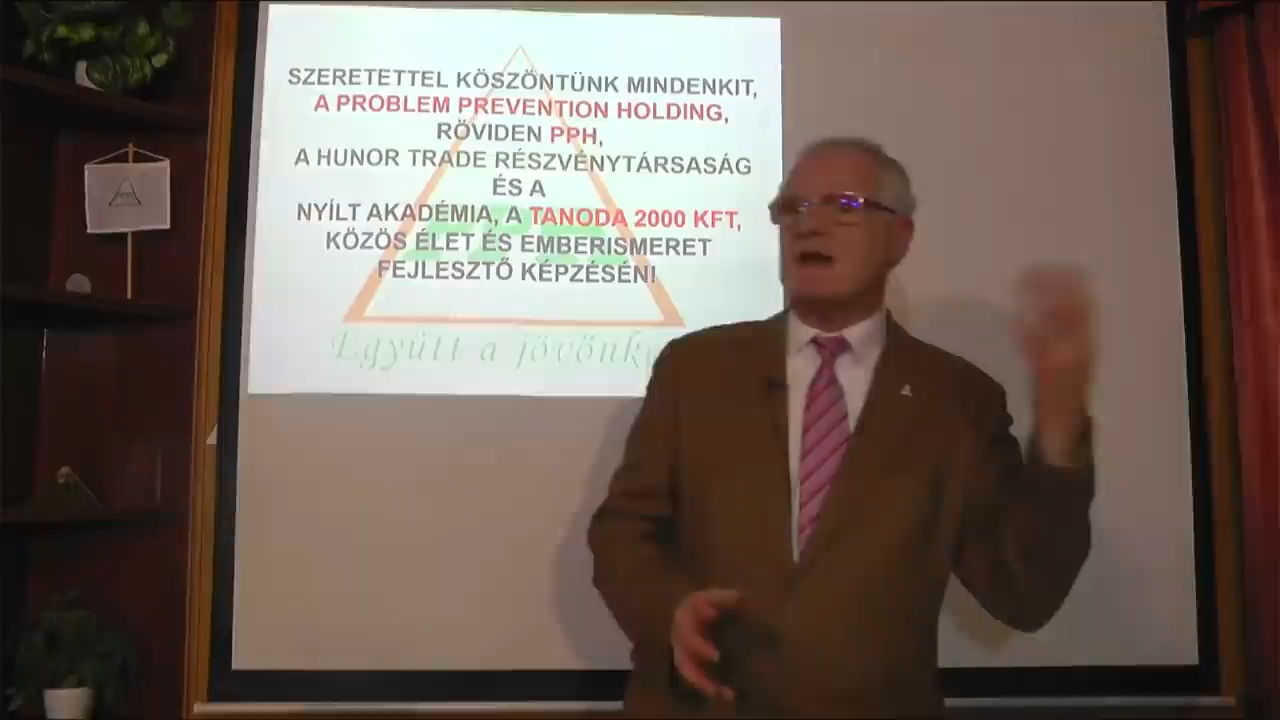 SZERETETTEL KÖSZÖNTÜNK MINDENKIT,
A PROBLEM PREVENTION HOLDING,
RÖVIDEN PPH,
A HUNOR TRADE RÉSZVÉNYTÁRSASÁG
ÉS A
NYÍLT AKADÉMIA, A TANODA 2000 KFT,
KÖZÖS ÉLET ÉS EMBERISMERET
FEJLESZTŐ KÉPZÉSÉN!
PPH
Együtt a